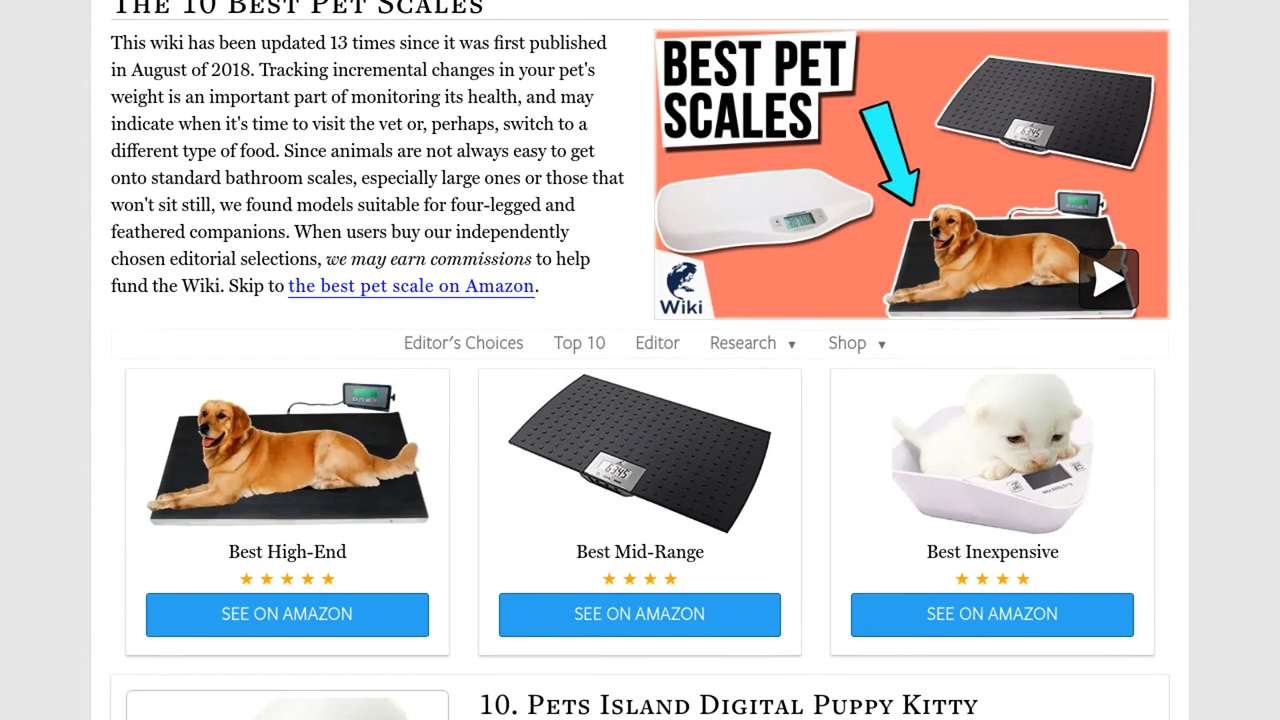 The 10 Best Pet Scales
This wiki has been updated 13 times since it was first published
in August of 2018. Tracking incremental changes in your pet's
weight is an important part of monitoring its health, and may
indicate when it's time to visit the vet or, perhaps, switch to a
different type of food. Since animals are not always easy to get
onto standard bathroom scales, especially large ones or those that
won't sit still, we found models suitable for four-legged and
feathered companions. When users buy our independently
chosen editorial selections, we may earn commissions to help
fund the Wiki. Skip to the best pet scale on Amazon.
BEST PET
SCALES
Wiki
Editor's Choices Top 10 Editor Research ▼ Shop ▼
Best High-End
★ ★ ★ ★ ★
SEE ON AMAZON
Best Mid-Range
★ ★ ★ ★
SEE ON AMAZON
Best Inexpensive
★ ★ ★ ★
SEE ON AMAZON
10. Pets Island Digital Puppy Kitty